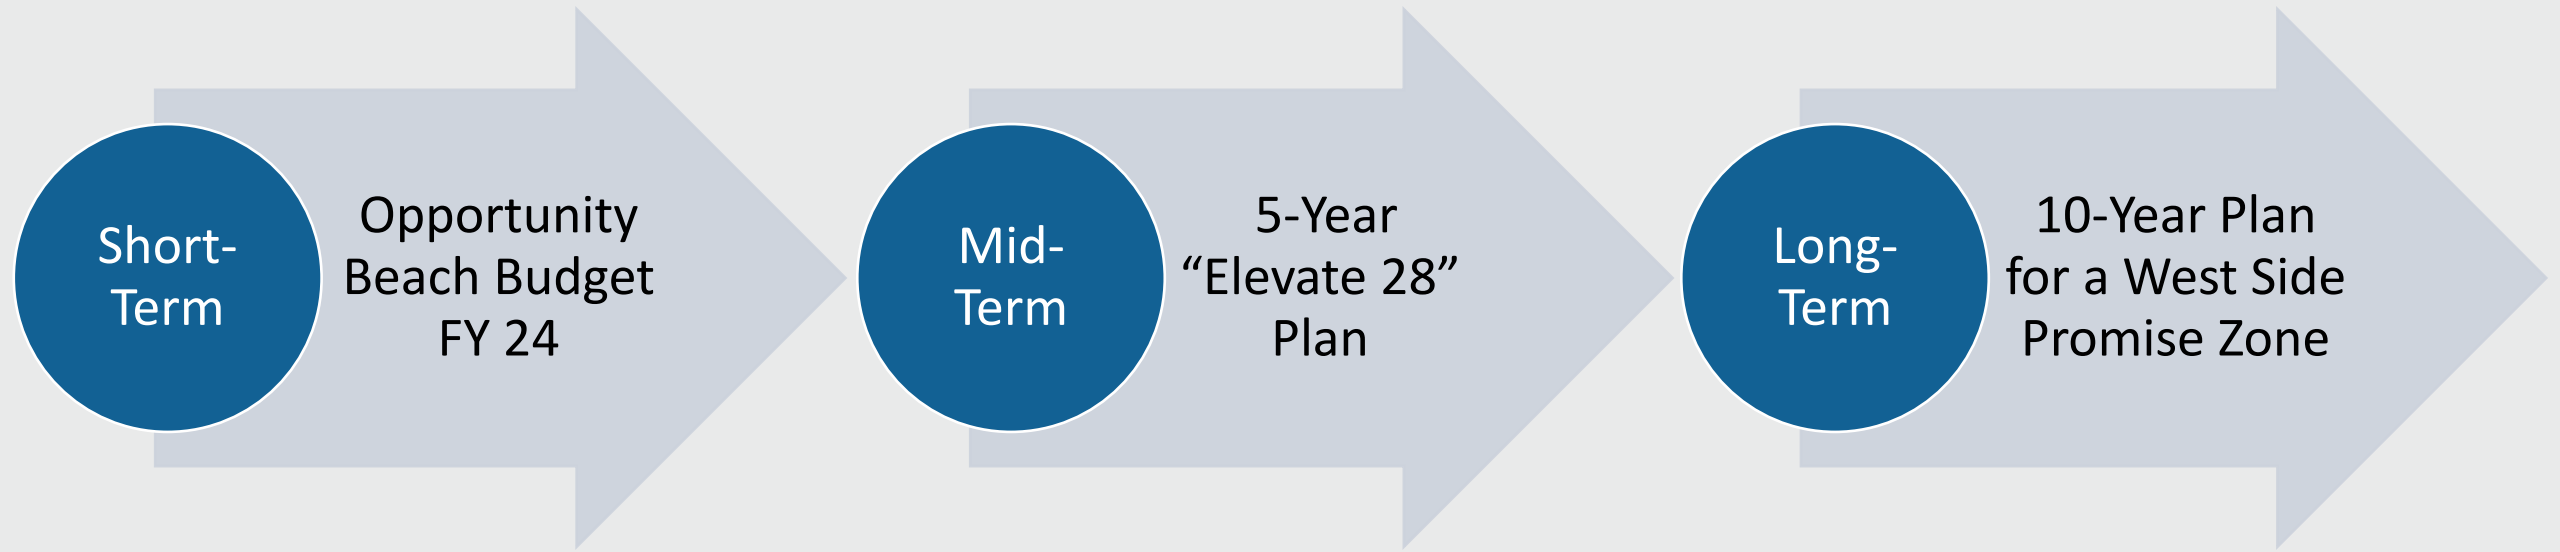 Short-
Term
Opportunity
Beach Budget
FY 24
Mid-
Term
5-Year
“Elevate 28”
Plan
Long-
Term
10-Year Plan
for a West Side
Promise Zone